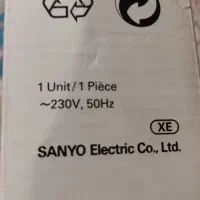 1 Unit/1 Pièce
~230V, 50Hz
XE
SANYO Electric Co., Ltd.